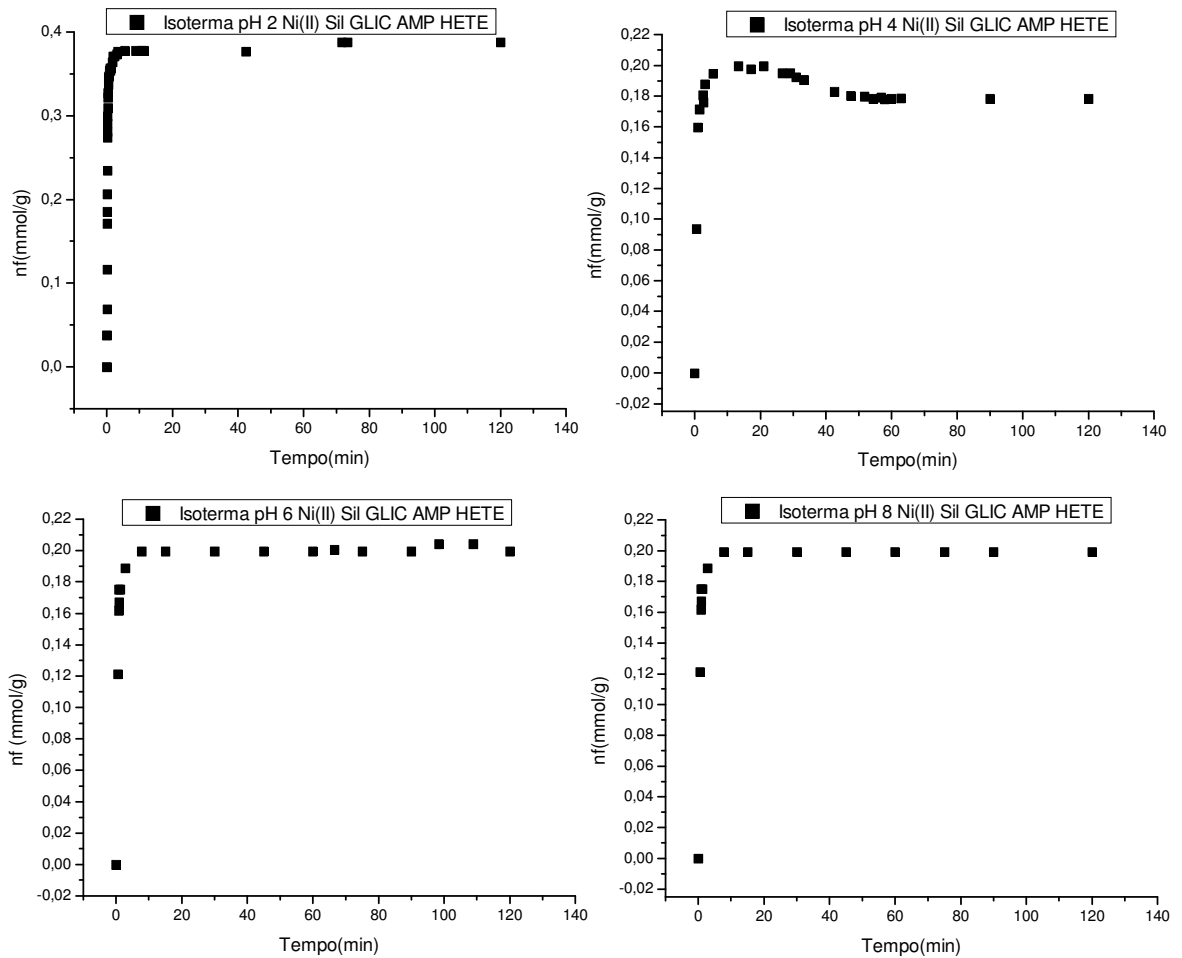 Isoterma pH 2 Ni(II) Sil GLIC AMP HETE
0,4
0,3
0,2
0,1
0,0
nf(mmol/g)
0 20 40 60 80 100 120 140
Tempo(min)
Isoterma pH 4 Ni(II) Sil GLIC AMP HETE
0,22
0,20
0,18
0,16
0,14
0,12
0,10
0,08
0,06
0,04
0,02
0,00
-0,02
nf(mmol/g)
0 20 40 60 80 100 120 140
Tempo(min)
Isoterma pH 6 Ni(II) Sil GLIC AMP HETE
0,22
0,20
0,18
0,16
0,14
0,12
0,10
0,08
0,06
0,04
0,02
0,00
-0,02
nf (mmol/g)
0 20 40 60 80 100 120 140
Tempo(min)
Isoterma pH 8 Ni(II) Sil GLIC AMP HETE
0,22
0,20
0,18
0,16
0,14
0,12
0,10
0,08
0,06
0,04
0,02
0,00
-0,02
nf(mmol/g)
0 20 40 60 80 100 120 140
Tempo(min)